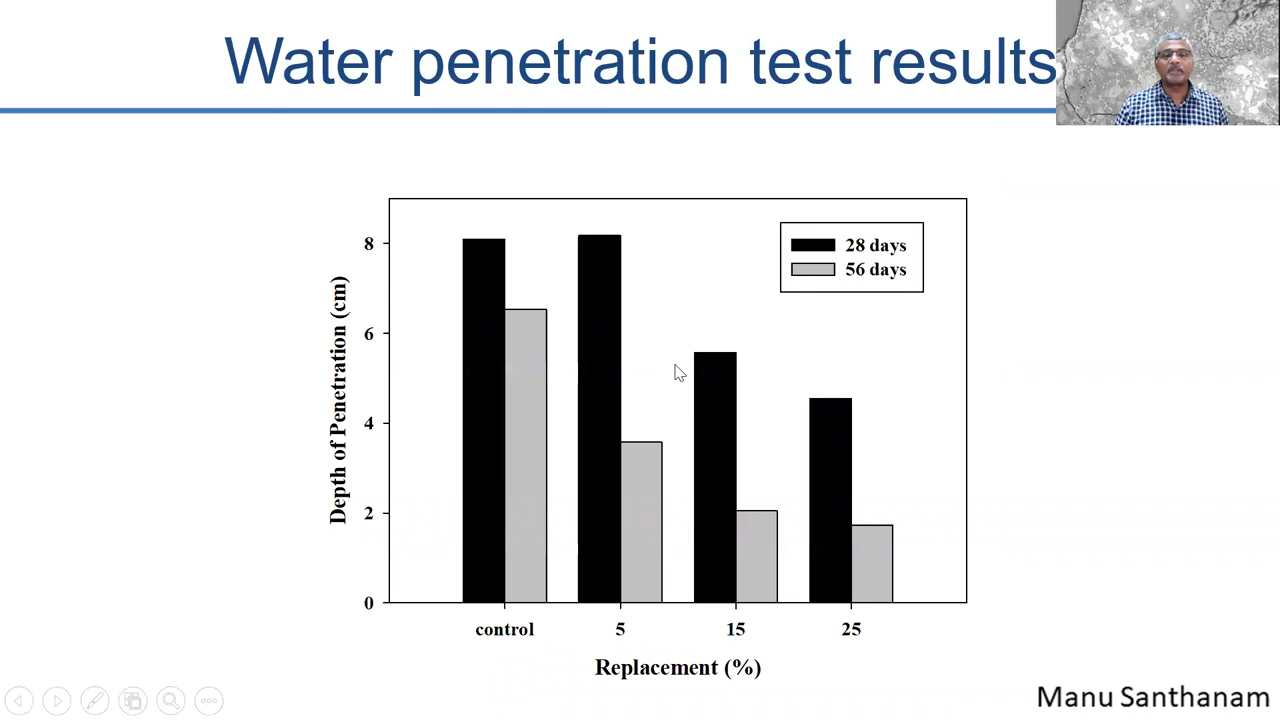 Water penetration test results
28 days
56 days
8
6
4
2
0
Depth of Penetration (cm)
control 5 15 25
Replacement (%)
Manu Santhanam